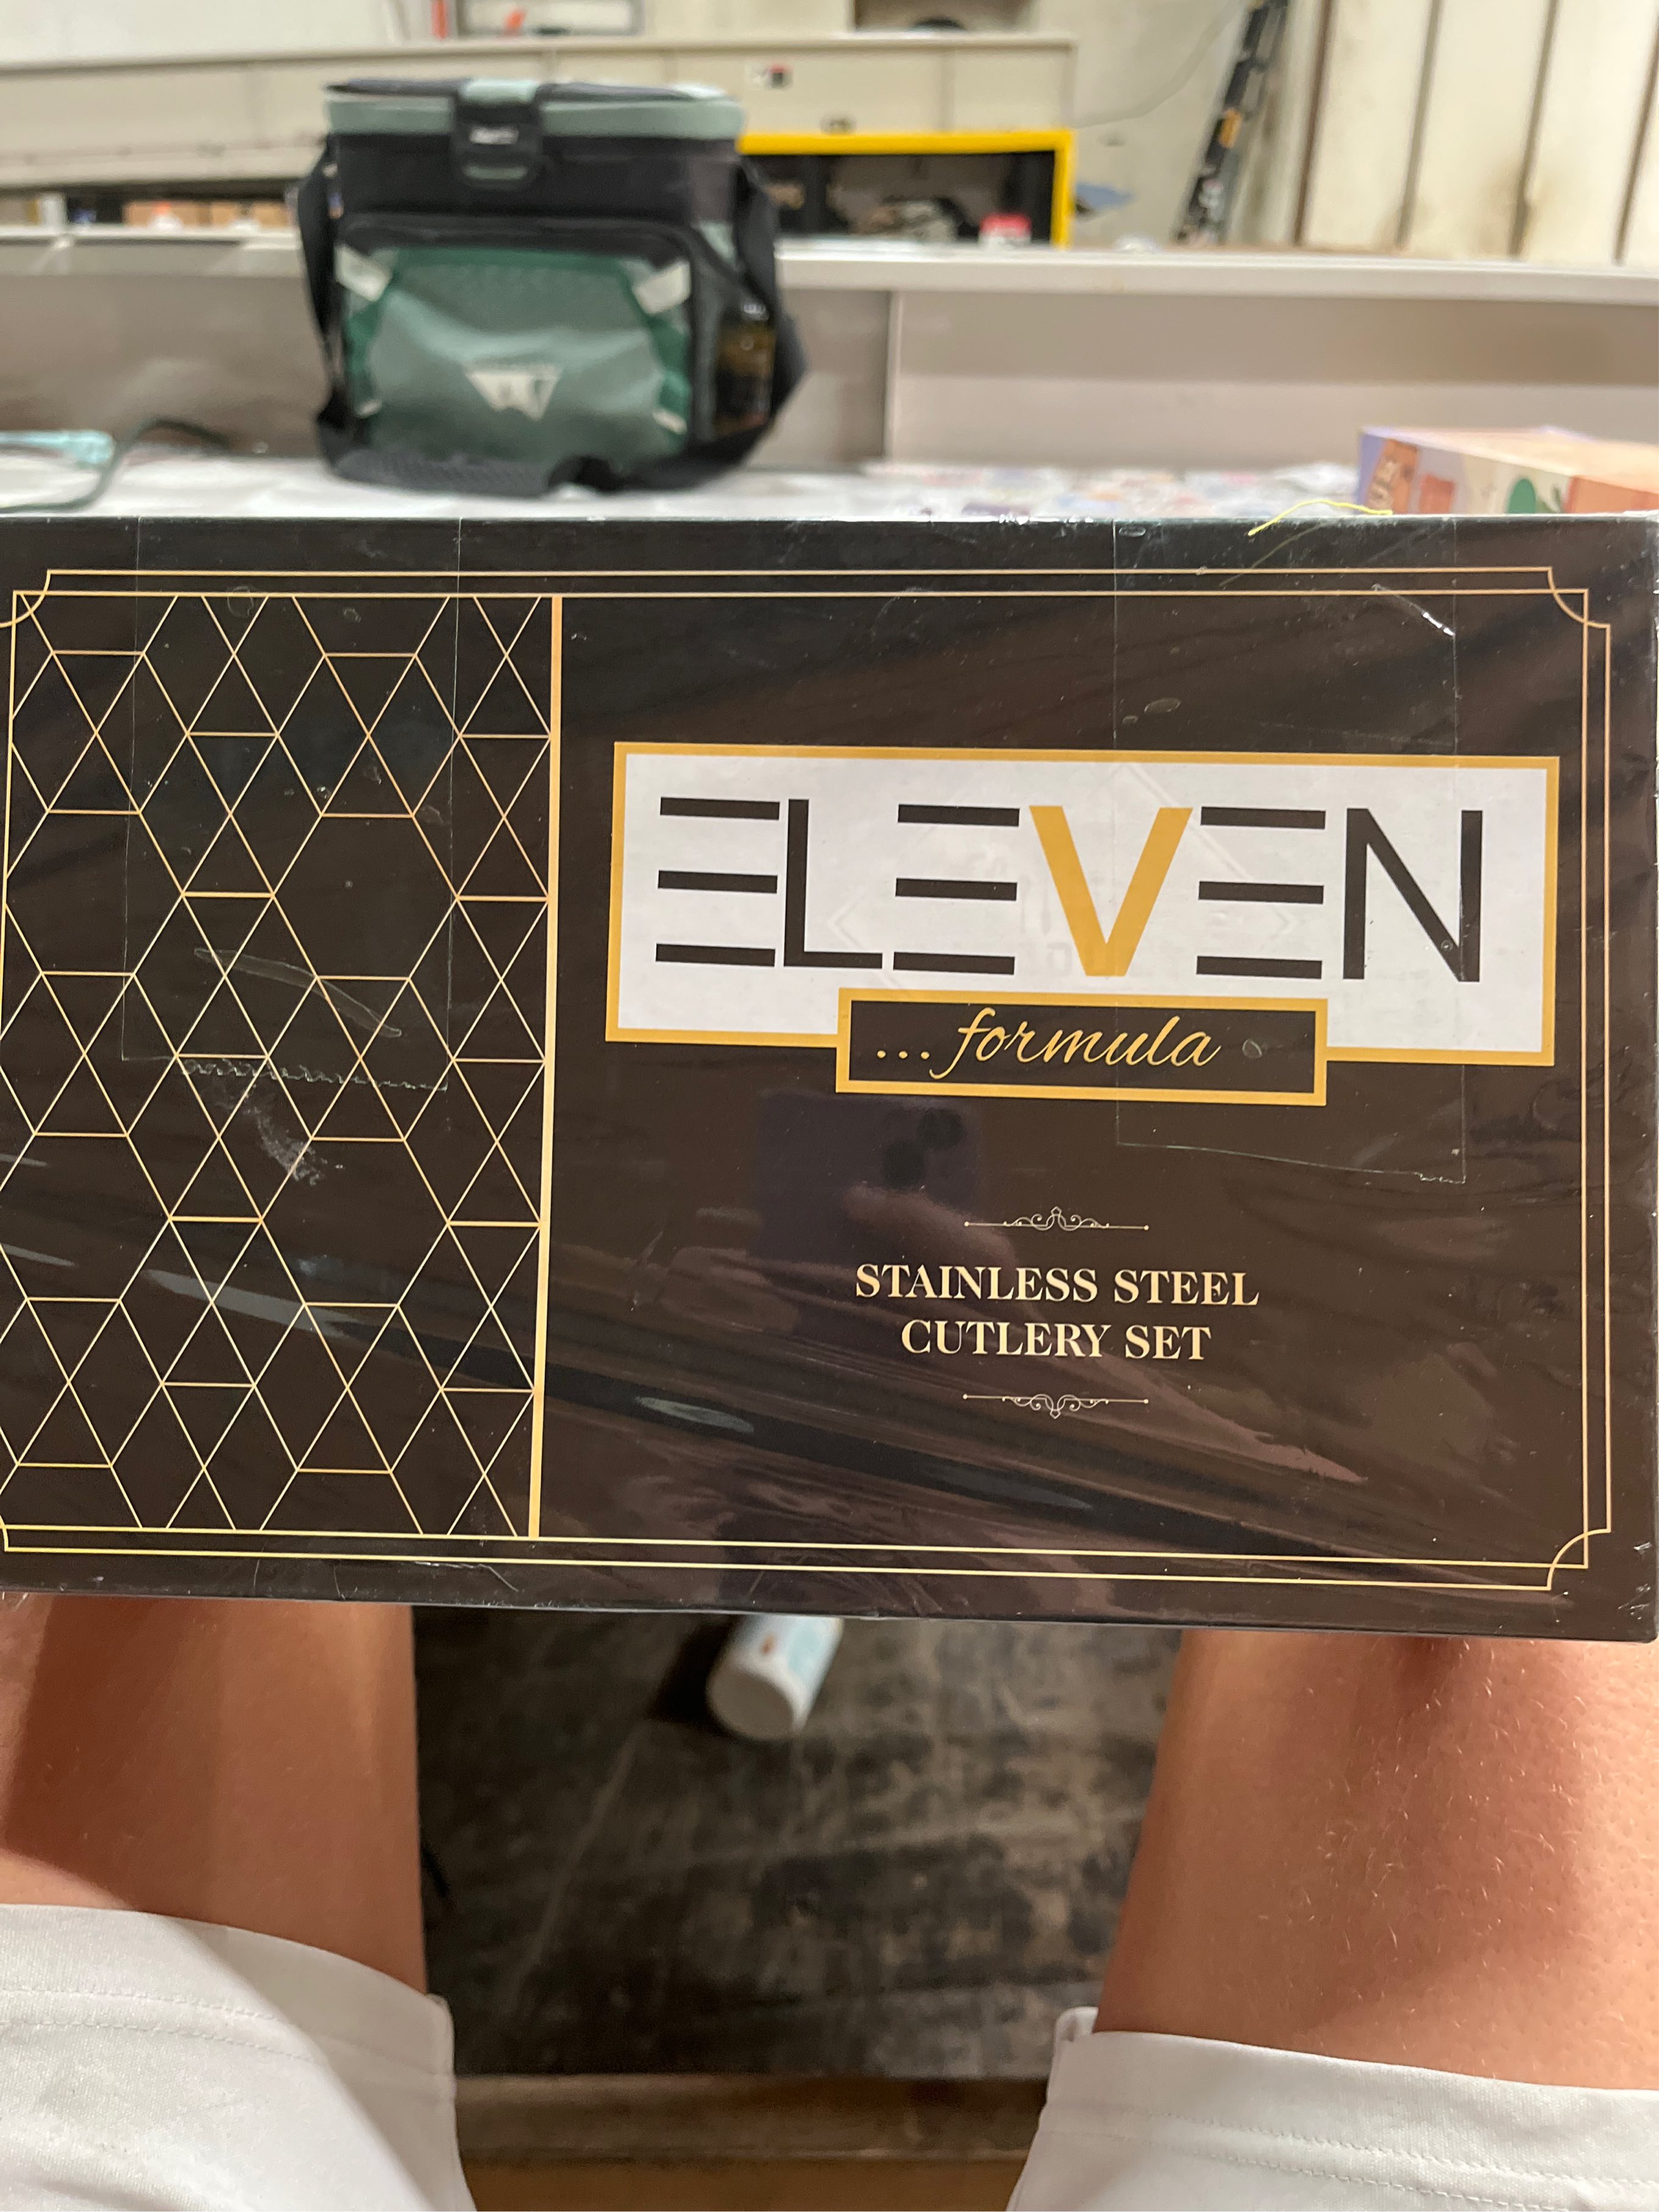 ELEVEN
... formula
STAINLESS STEEL
CUTLERY SET